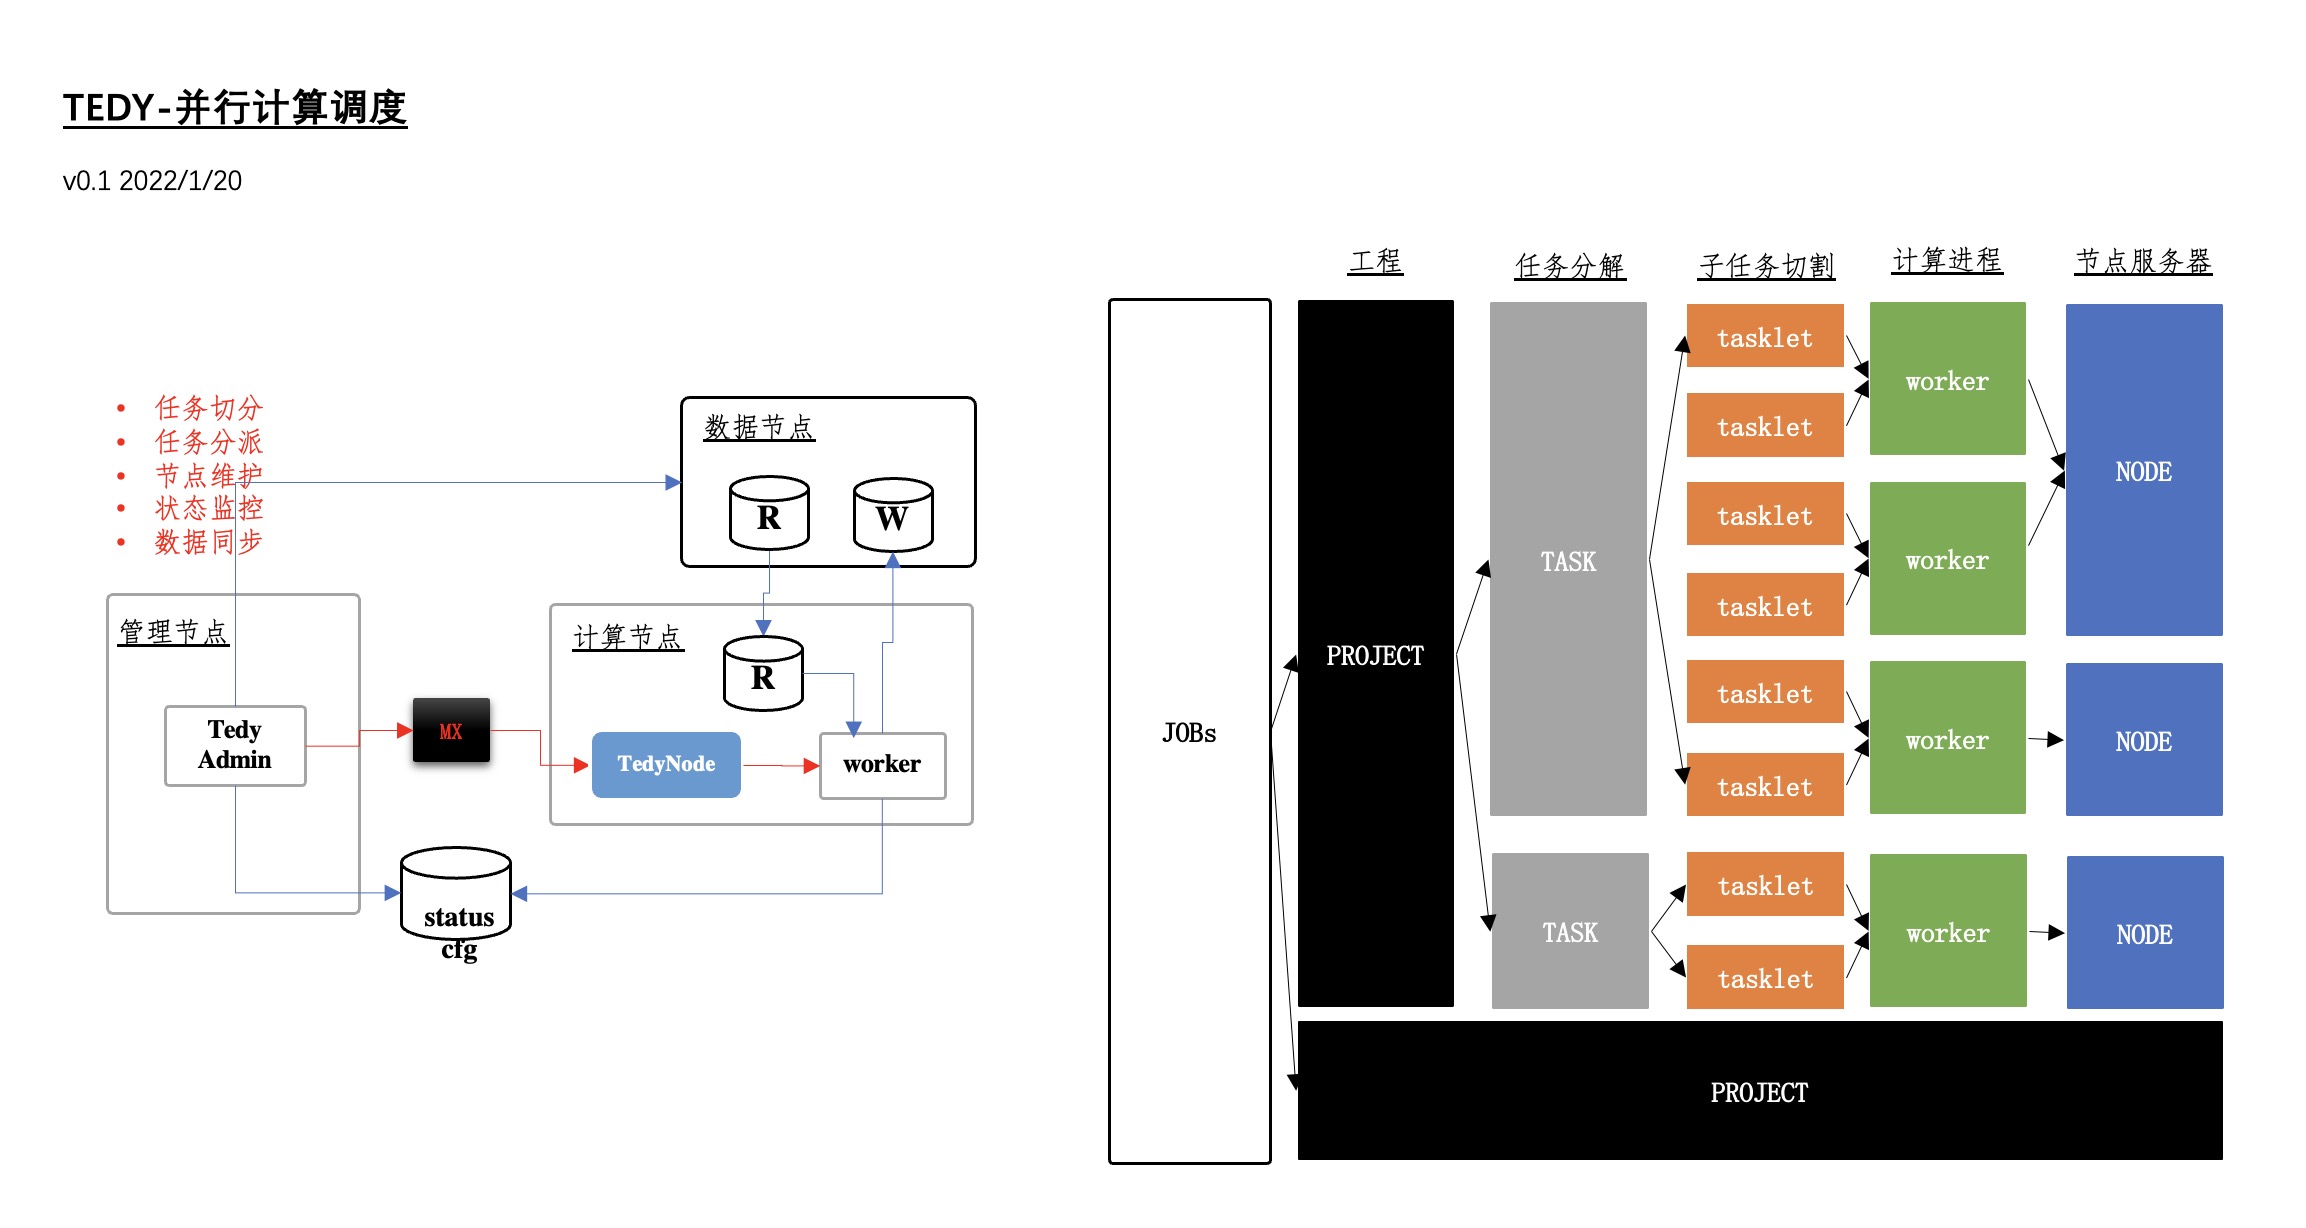 TEDY-并行计算调度
v0.1 2022/1/20
• 任务切分
• 任务分派
• 节点维护
• 状态监控
• 数据同步
数据节点
R
W
管理节点
Tedy
Admin
MX
计算节点
R
TedyNode
worker
status
cfg
工程
任务分解
子任务切割
计算进程
节点服务器
JOBs
PROJECT
TASK
tasklet
tasklet
tasklet
tasklet
tasklet
tasklet
worker
worker
worker
NODE
NODE
TASK
tasklet
tasklet
worker
NODE
PROJECT